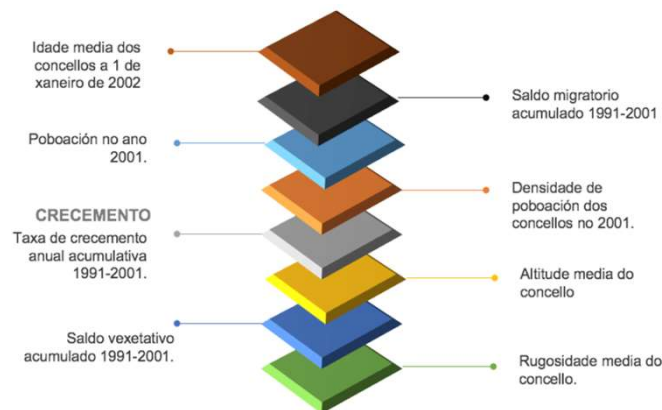 Idade media dos
concellos a 1 de
xaneiro de 2002
Saldo migratorio
acumulado 1991-2001
Poboación no ano
2001.
Densidade de
poboación dos
concellos no 2001.
CRECEMENTO
Taxa de crecemento
anual acumulativa
1991-2001.
Altitude media do
concello
Saldo vexetativo
acumulado 1991-2001.
Rugosidade media do
concello.